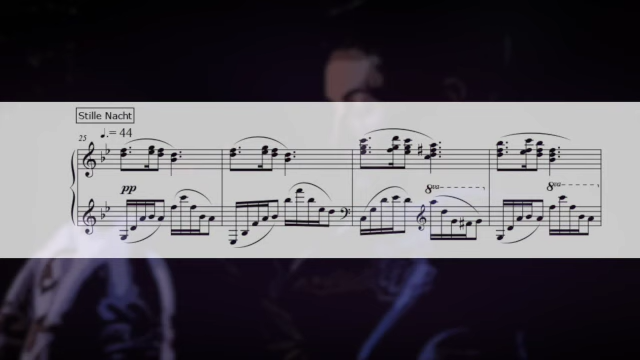 Stille Nacht
25
♩. = 44
pp
8va
8va